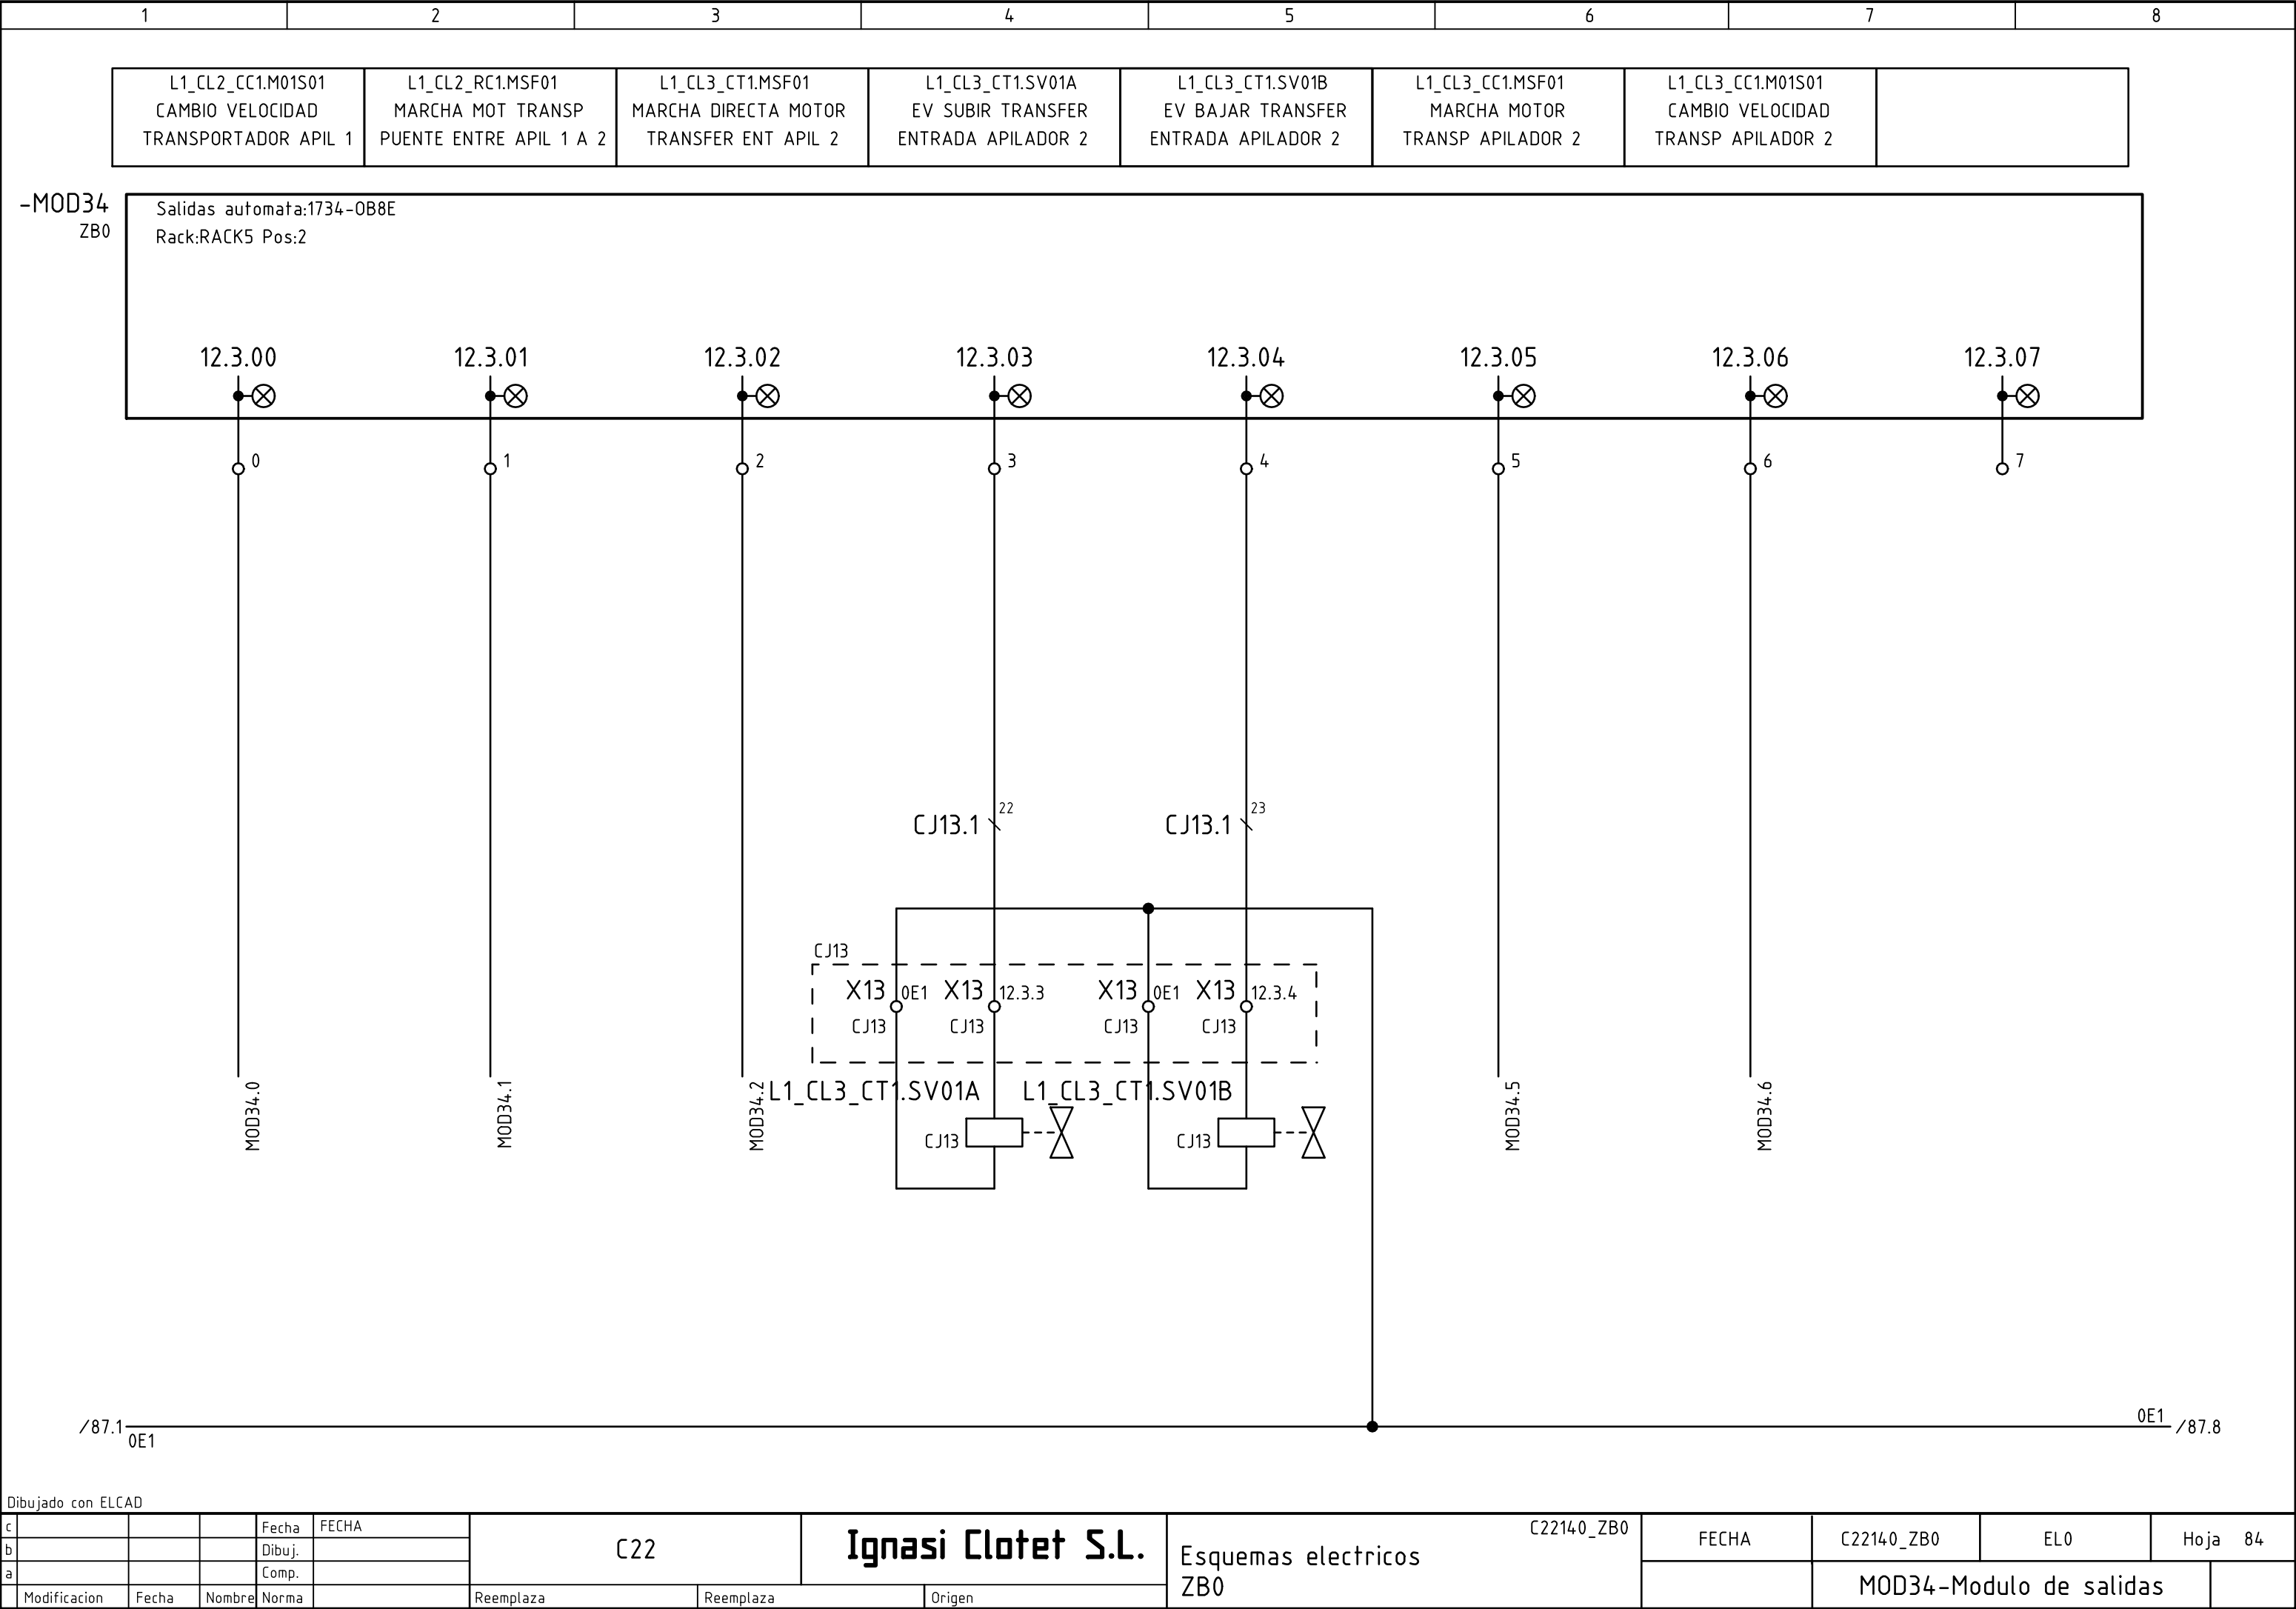 1 2 3 4 5 6 7 8
L1_CL2_CC1.M01S01
CAMBIO VELOCIDAD
TRANSPORTADOR APIL 1
L1_CL2_RC1.MSF01
MARCHA MOT TRANSP
PUENTE ENTRE APIL 1 A 2
L1_CL3_CT1.MSF01
MARCHA DIRECTA MOTOR
TRANSFER ENT APIL 2
L1_CL3_CT1.SV01A
EV SUBIR TRANSFER
ENTRADA APILADOR 2
L1_CL3_CT1.SV01B
EV BAJAR TRANSFER
ENTRADA APILADOR 2
L1_CL3_CC1.MSF01
MARCHA MOTOR
TRANSP APILADOR 2
L1_CL3_CC1.M01S01
CAMBIO VELOCIDAD
TRANSP APILADOR 2
-MOD34
ZB0
Salidas automata:1734-OB8E
Rack:RACK5 Pos:2
12.3.00 12.3.01 12.3.02 12.3.03 12.3.04 12.3.05 12.3.06 12.3.07
0 1 2 3 4 5 6 7
CJ13.1 22 CJ13.1 23
CJ13
X13 0E1 X13 12.3.3 X13 0E1 X13 12.3.4
CJ13 CJ13 CJ13 CJ13
L1_CL3_CT1.SV01A L1_CL3_CT1.SV01B
CJ13 CJ13
MOD34.0
MOD34.1
MOD34.2
MOD34.5
MOD34.6
/87.1 0E1
0E1 /87.8
Dibujado con ELCAD
c
b
a
Modificacion Fecha Nombre
Fecha FECHA
Dibuj.
Comp.
Norma
C22
Reemplaza Reemplaza Origen
Ignasi Clotet S.L.
C22140_ZB0
Esquemas electricos
ZB0
FECHA C22140_ZB0 EL0 Hoja 84
MOD34-Modulo de salidas